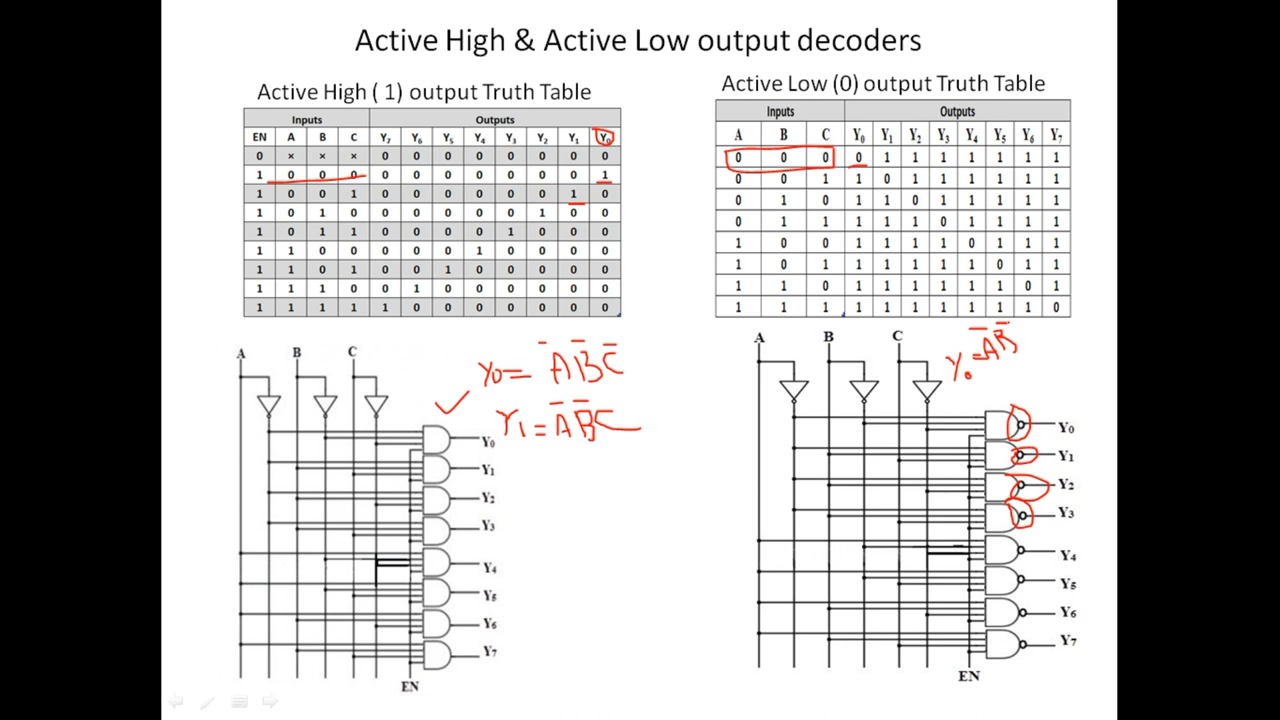 Active High & Active Low output decoders
Active High ( 1) output Truth Table
Inputs Outputs
EN A B C Y7 Y6 Y5 Y4 Y3 Y2 Y1 Y0
0 × × × 0 0 0 0 0 0 0 0
1 0 0 0 0 0 0 0 0 0 0 1
1 0 0 1 0 0 0 0 0 0 1 0
1 0 1 0 0 0 0 0 0 1 0 0
1 0 1 1 0 0 0 0 1 0 0 0
1 1 0 0 0 0 0 1 0 0 0 0
1 1 0 1 0 0 1 0 0 0 0 0
1 1 1 0 0 1 0 0 0 0 0 0
1 1 1 1 1 0 0 0 0 0 0 0
Active Low (0) output Truth Table
Inputs Outputs
A B C Y0 Y1 Y2 Y3 Y4 Y5 Y6 Y7
0 0 0 0 1 1 1 1 1 1 1
0 0 1 1 0 1 1 1 1 1 1
0 1 0 1 1 0 1 1 1 1 1
0 1 1 1 1 1 0 1 1 1 1
1 0 0 1 1 1 1 0 1 1 1
1 0 1 1 1 1 1 1 0 1 1
1 1 0 1 1 1 1 1 1 0 1
1 1 1 1 1 1 1 1 1 1 0
A B C
Y0 = A̅ B̅ C̅
Y1 = A̅ B̅ C
Y0
Y1
Y2
Y3
Y4
Y5
Y6
Y7
EN
A B C
Y0 = A̅ B̅
Y0
Y1
Y2
Y3
Y4
Y5
Y6
Y7
EN